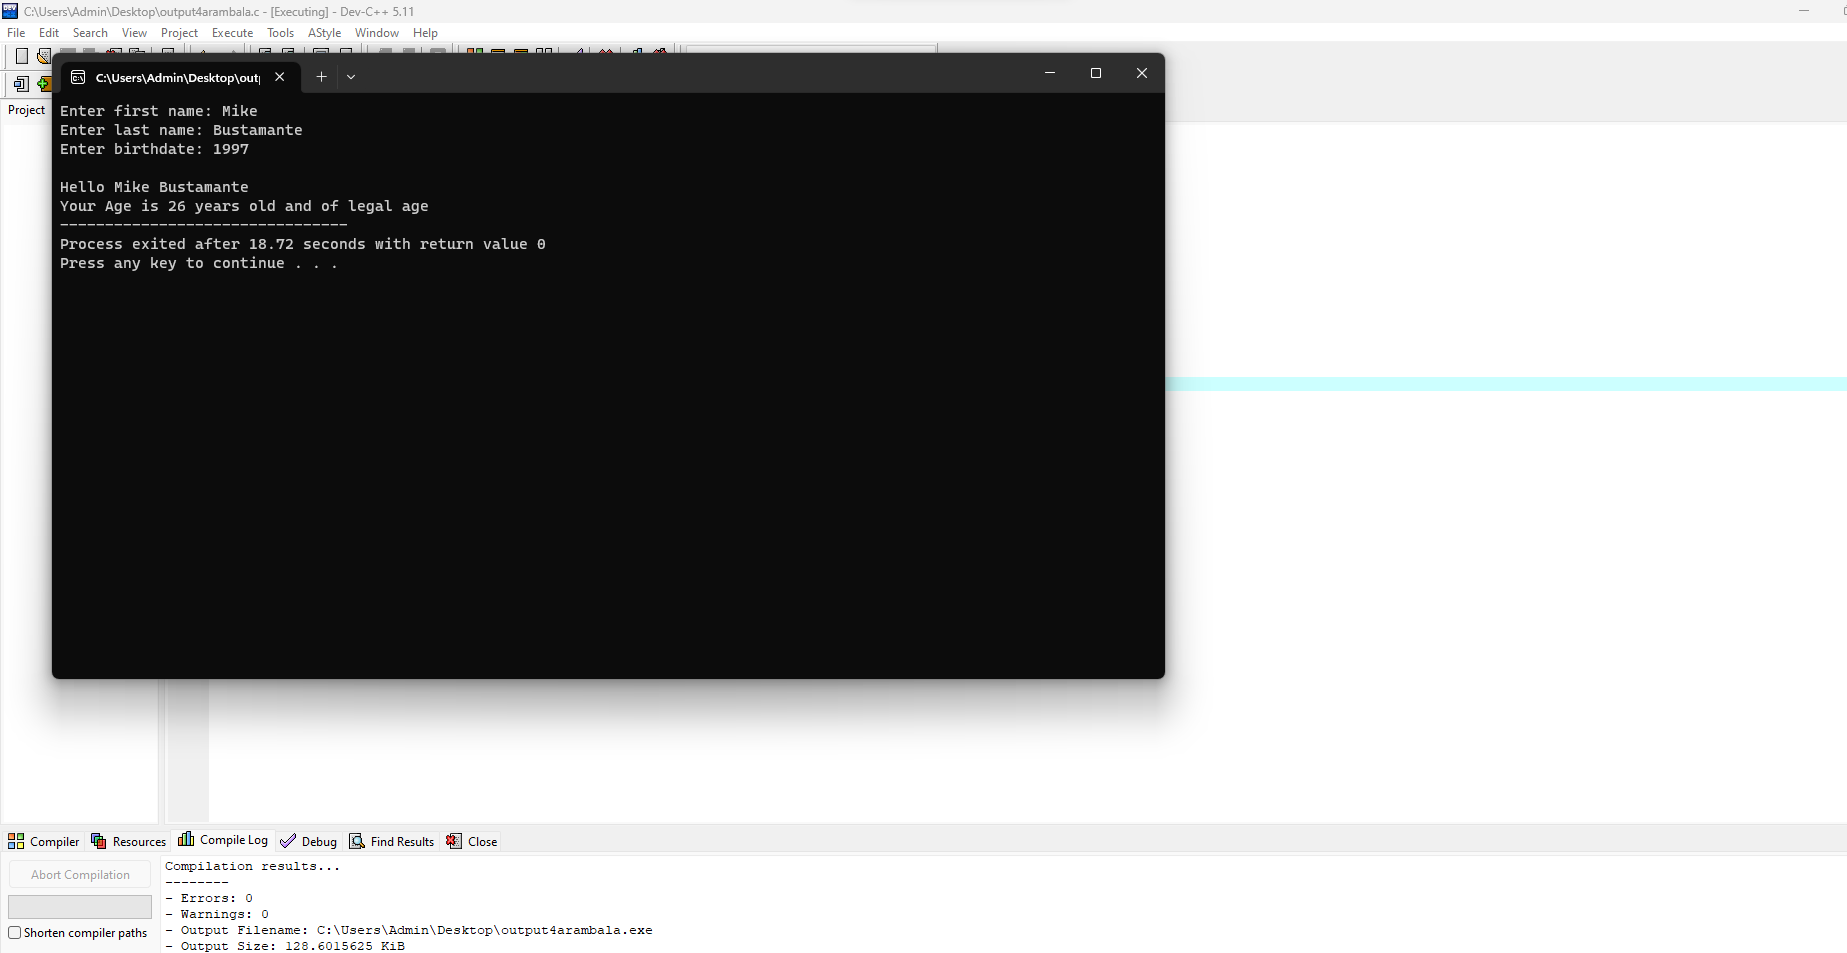 C:\Users\Admin\Desktop\output4arambala.c - [Executing] - Dev-C++ 5.11
File Edit Search View Project Execute Tools AStyle Window Help
C:\Users\Admin\Desktop\out
Project
Enter first name: Mike
Enter last name: Bustamante
Enter birthdate: 1997
Hello Mike Bustamante
Your Age is 26 years old and of legal age
--------------------------------
Process exited after 18.72 seconds with return value 0
Press any key to continue . . .
Compiler Resources Compile Log Debug Find Results Close
Abort Compilation
Shorten compiler paths
Compilation results...
--------
- Errors: 0
- Warnings: 0
- Output Filename: C:\Users\Admin\Desktop\output4arambala.exe
- Output Size: 128.6015625 KiB